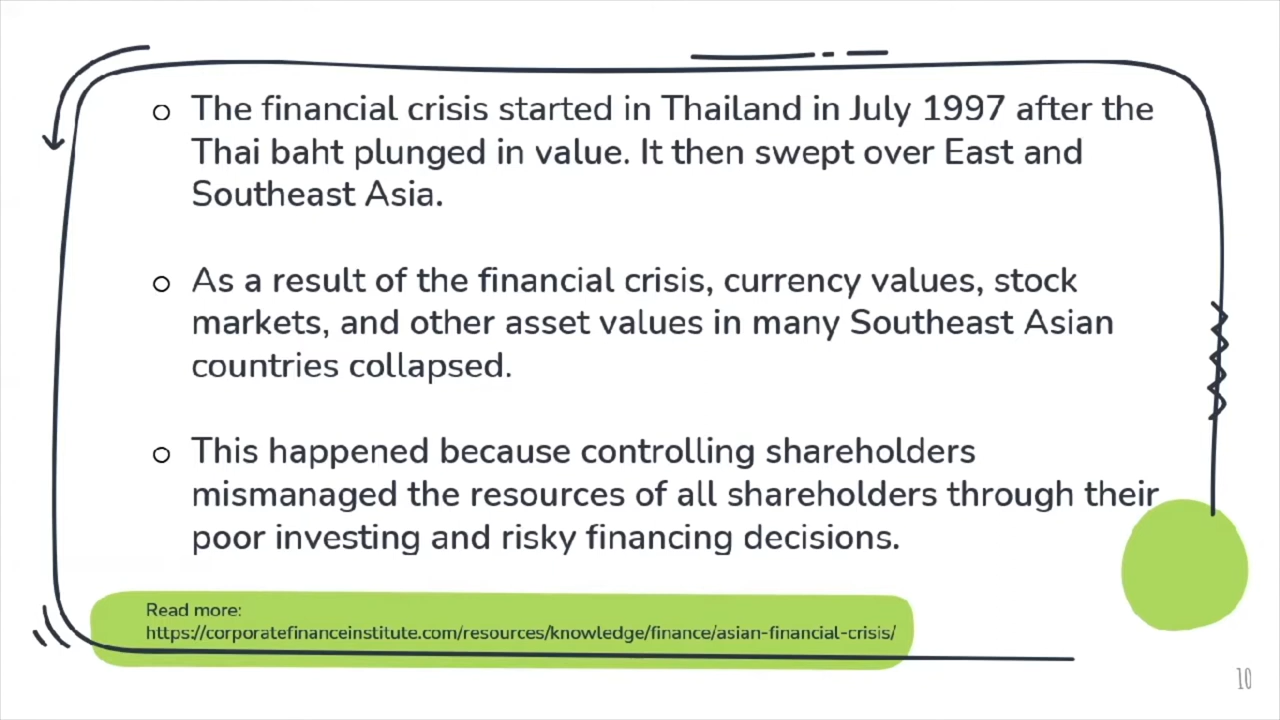 The financial crisis started in Thailand in July 1997 after the
Thai baht plunged in value. It then swept over East and
Southeast Asia.
As a result of the financial crisis, currency values, stock
markets, and other asset values in many Southeast Asian
countries collapsed.
This happened because controlling shareholders
mismanaged the resources of all shareholders through their
poor investing and risky financing decisions.
Read more:
https://corporatefinanceinstitute.com/resources/knowledge/finance/asian-financial-crisis/
10